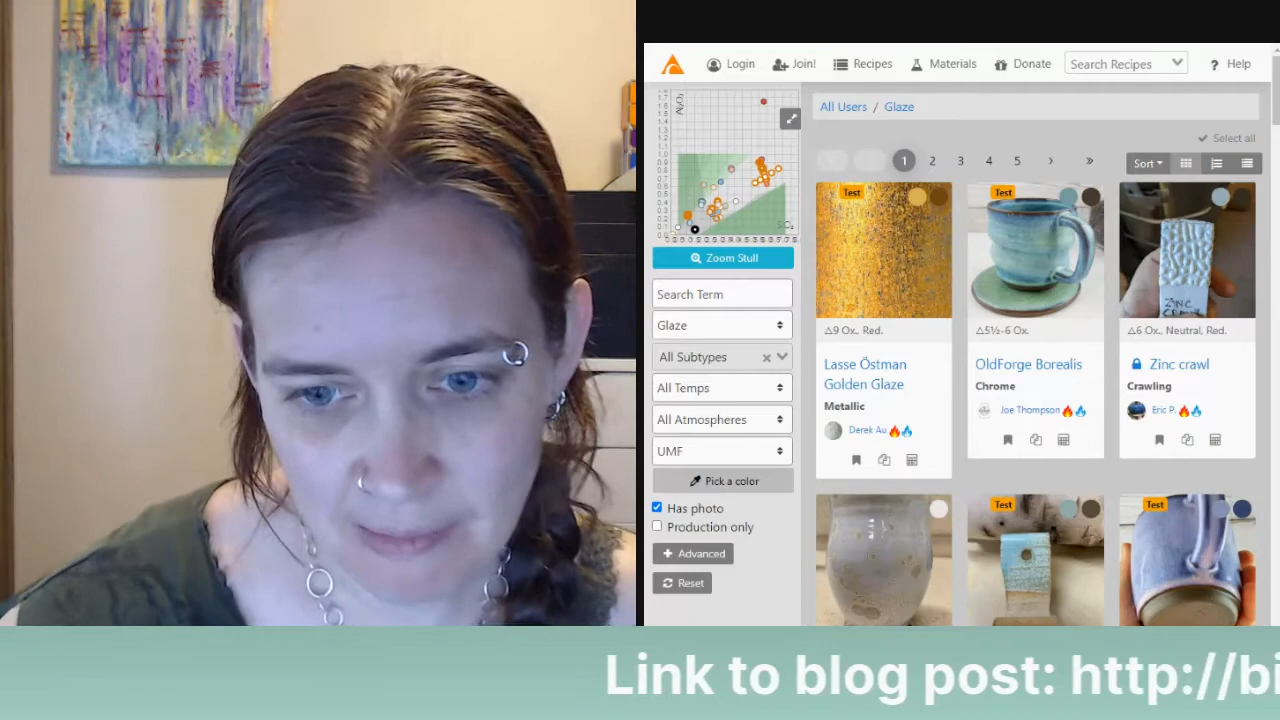 Login
Join!
Recipes
Materials
Donate
Search Recipes
Help
All Users / Glaze
Select all
1 2 3 4 5 › »
Sort
Zoom Stull
Search Term
Glaze
All Subtypes
All Temps
All Atmospheres
UMF
Pick a color
Has photo
Production only
Advanced
Reset
Test
△9 Ox., Red.
Lasse Östman
Golden Glaze
Metallic
Derek Au
Test
△5½-6 Ox.
OldForge Borealis
Chrome
Joe Thompson
ZINC
△6 Ox., Neutral, Red.
Zinc crawl
Crawling
Eric P.
Test
Test
Link to blog post: http://bi